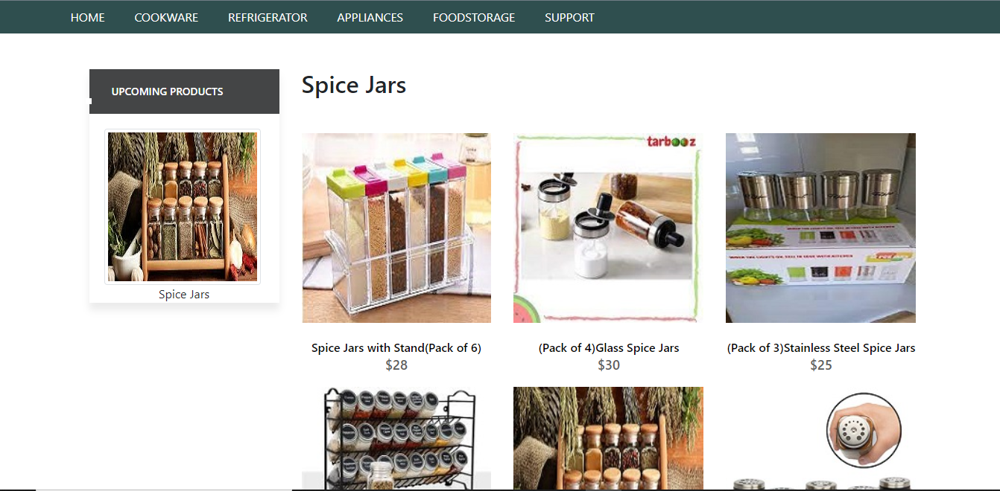 HOME COOKWARE REFRIGERATOR APPLIANCES FOODSTORAGE SUPPORT
UPCOMING PRODUCTS
Spice Jars
Spice Jars
tarbooz
Spice Jars with Stand(Pack of 6)
$28
(Pack of 4)Glass Spice Jars
$30
(Pack of 3)Stainless Steel Spice Jars
$25